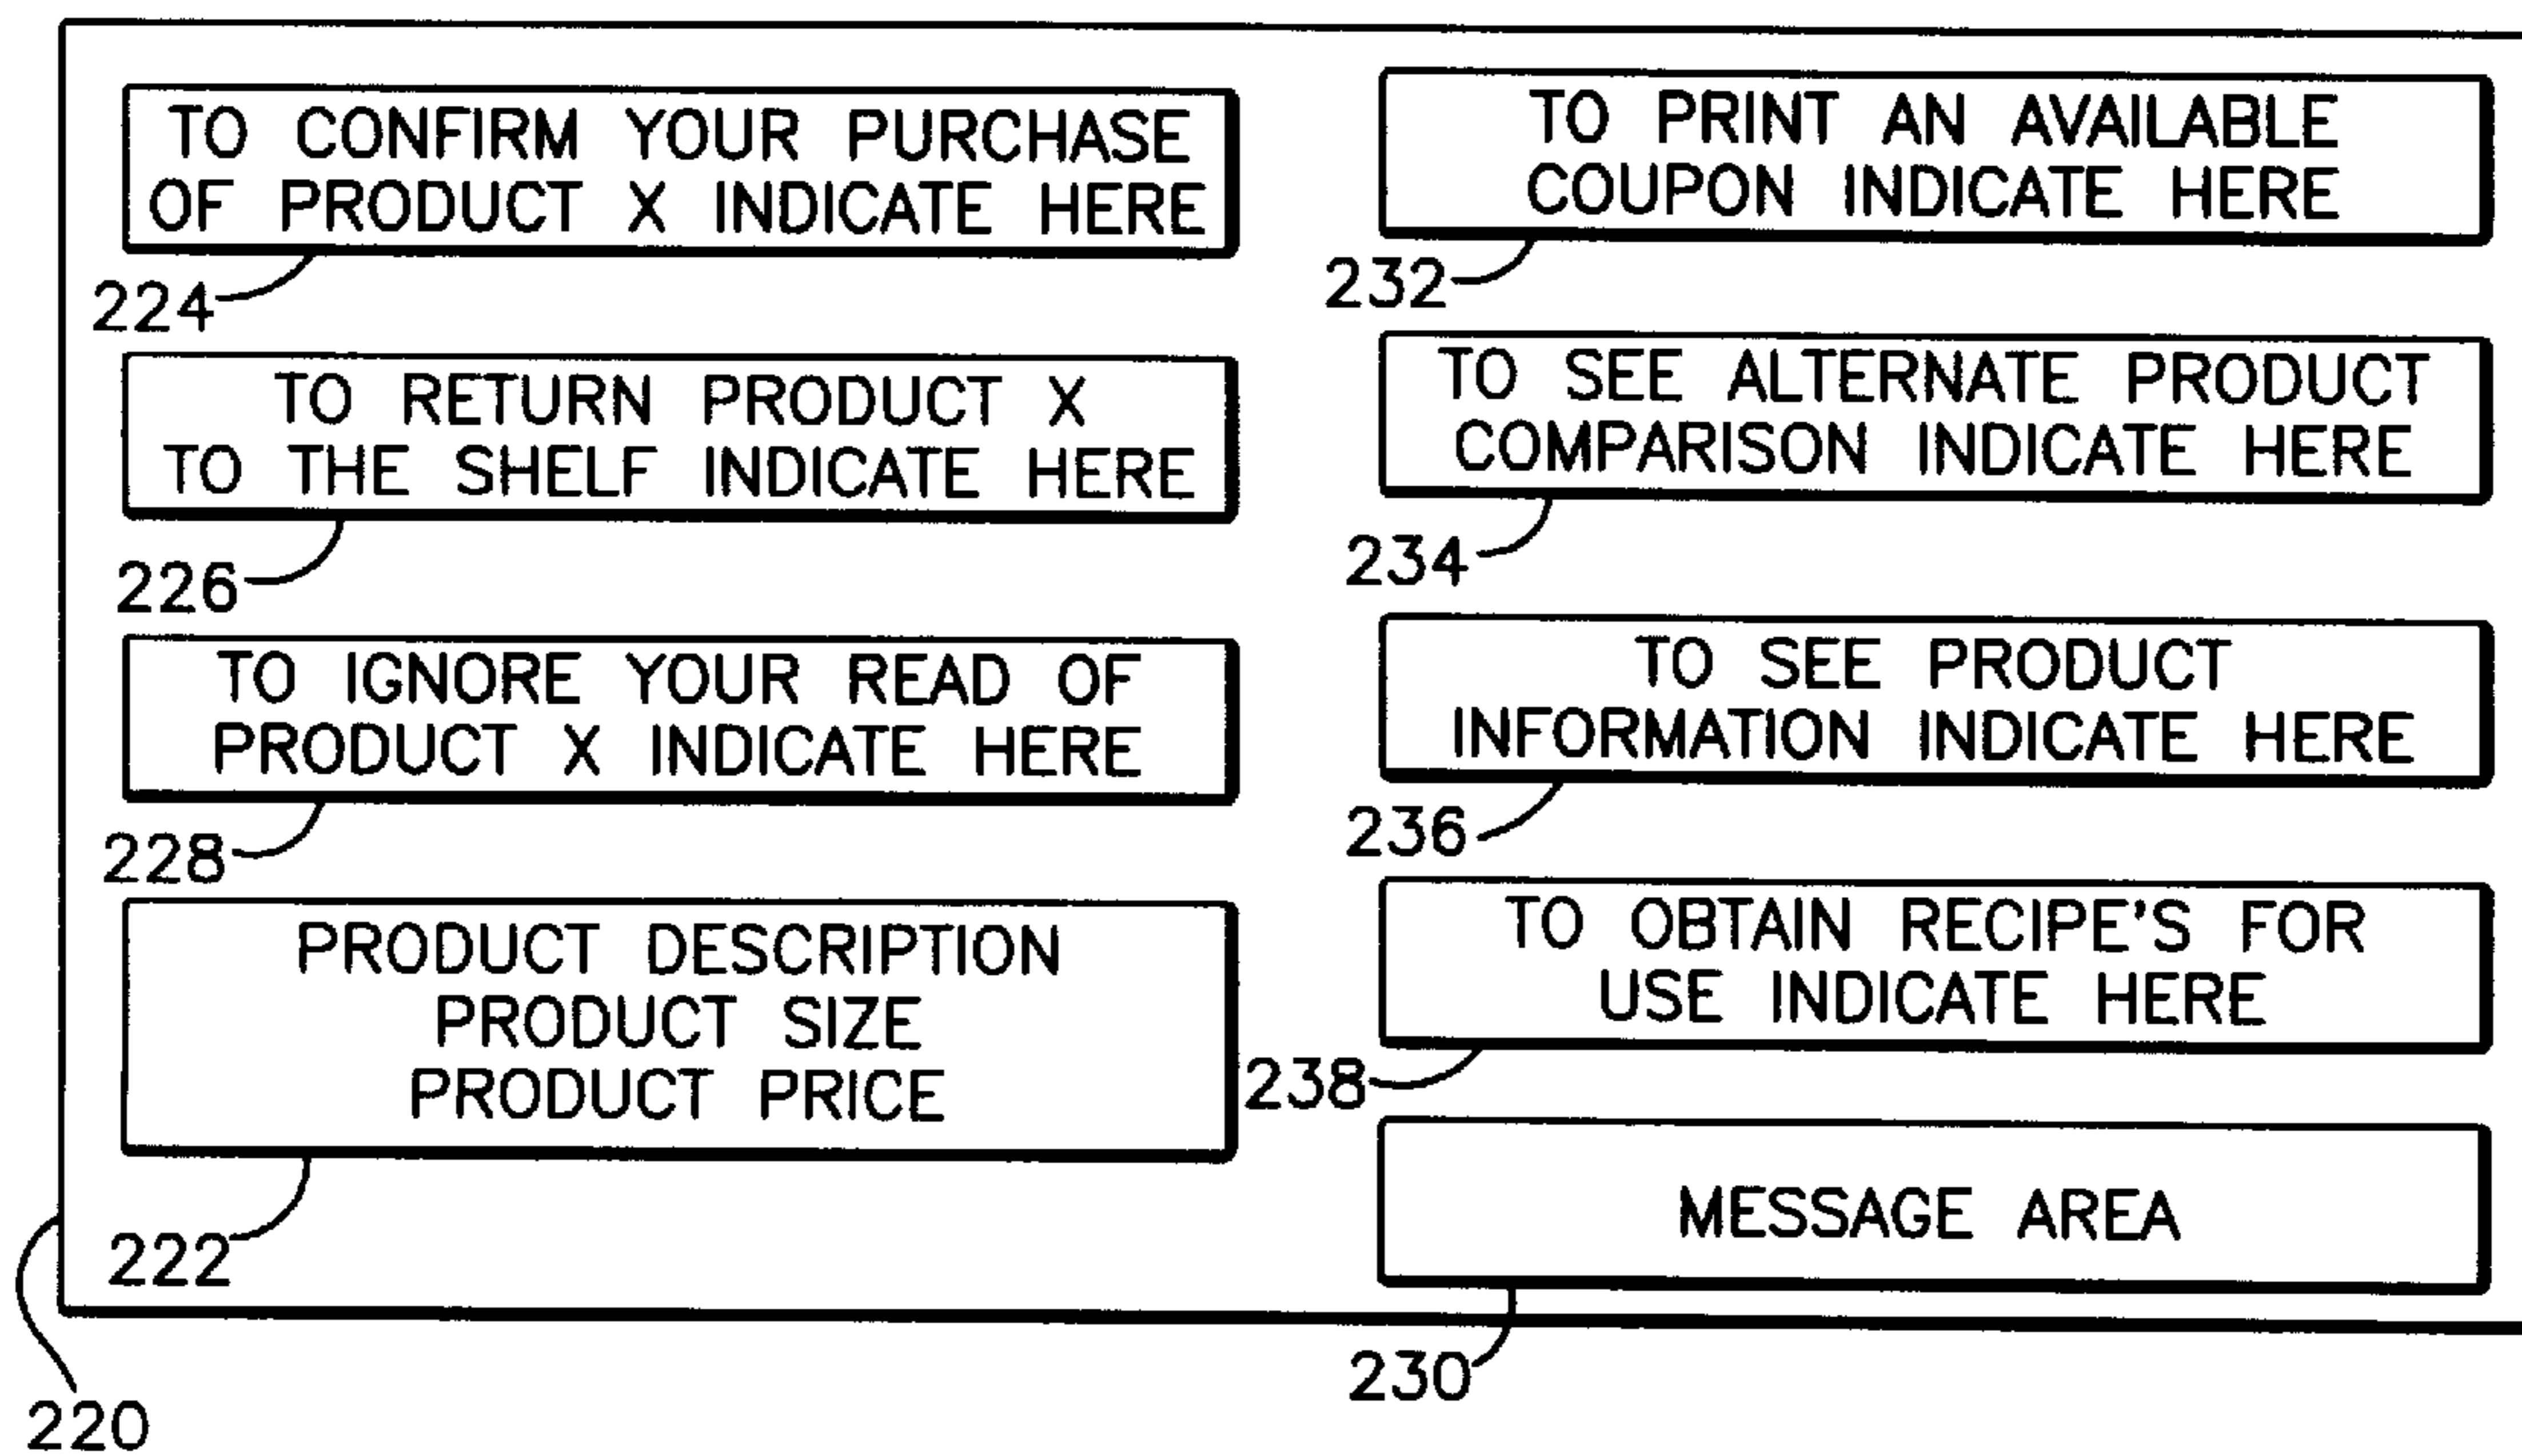 TO CONFIRM YOUR PURCHASE
OF PRODUCT X INDICATE HERE
224
TO RETURN PRODUCT X
TO THE SHELF INDICATE HERE
226
TO IGNORE YOUR READ OF
PRODUCT X INDICATE HERE
228
PRODUCT DESCRIPTION
PRODUCT SIZE
PRODUCT PRICE
222
220
TO PRINT AN AVAILABLE
COUPON INDICATE HERE
232
TO SEE ALTERNATE PRODUCT
COMPARISON INDICATE HERE
234
TO SEE PRODUCT
INFORMATION INDICATE HERE
236
TO OBTAIN RECIPE'S FOR
USE INDICATE HERE
238
MESSAGE AREA
230